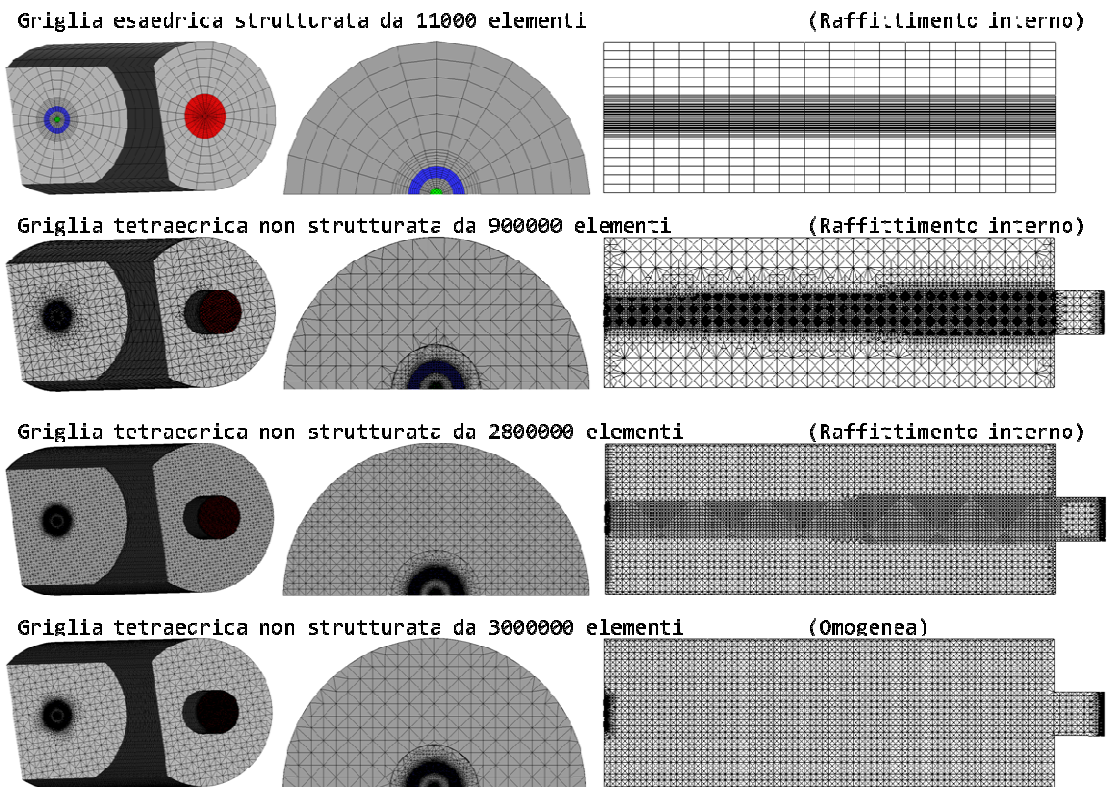 Griglia esaedrica strutturata da 11000 elementi (Raffittimento interno)
Griglia tetraedrica non strutturata da 900000 elementi (Raffittimento interno)
Griglia tetraedrica non strutturata da 2800000 elementi (Raffittimento interno)
Griglia tetraedrica non strutturata da 3000000 elementi (Omogenea)